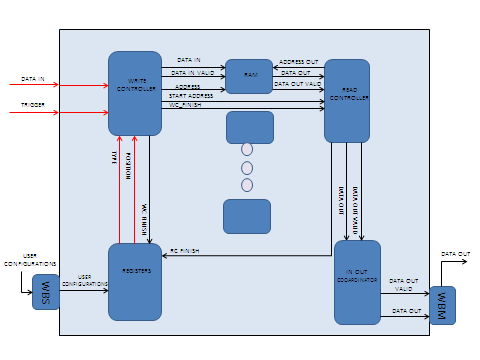 DATA IN
ADDRESS OUT
WRITE
CONTROLLER
DATA IN VALID
RAM
DATA OUT
DATA IN
ADDRESS
DATA OUT VALID
READ
CONTROLLER
START ADDRESS
TRIGGER
WC_FINISH
TYPE
POSITION
WC FINISH
DATA OUT
DATA OUT VALID
RC FINISH
USER
CONFIGURATIONS
REGISTERS
IN OUT
COORDINATOR
DATA OUT
USER
CONFIGURATIONS
DATA OUT
VALID
WBS
WBM
DATA OUT